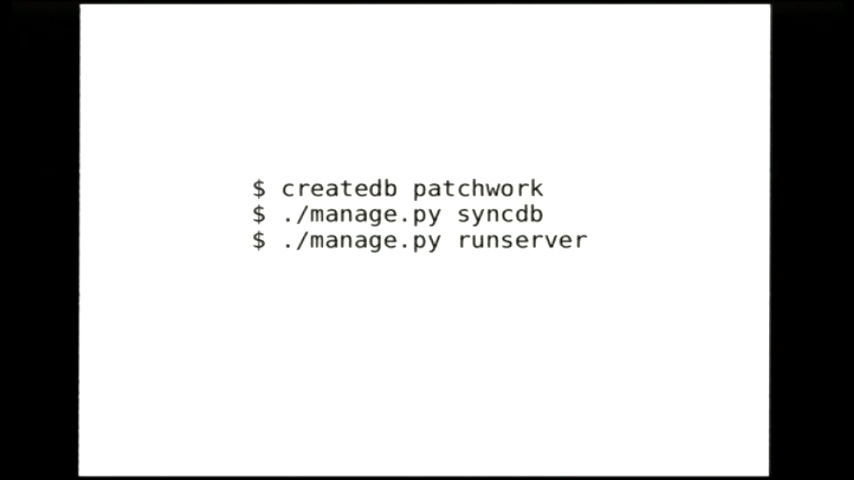 $ createdb patchwork
$ ./manage.py syncdb
$ ./manage.py runserver